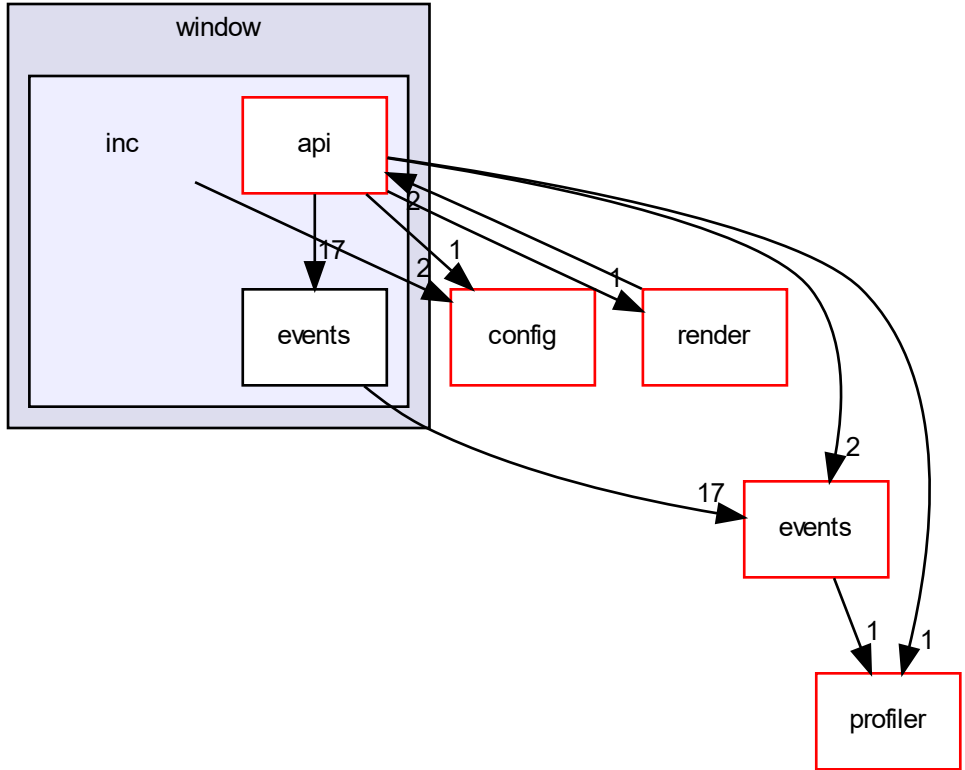 window
inc
api
2
17
2
1
1
events
config
render
17
2
events
1
1
profiler